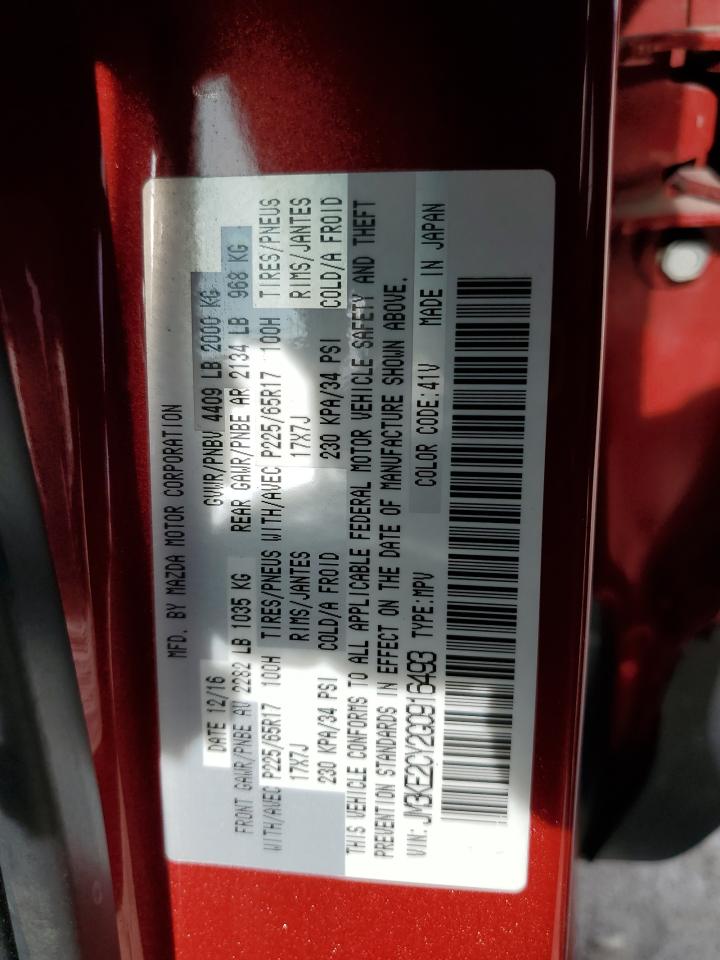 MFD. BY MAZDA MOTOR CORPORATION
DATE 12/16 GVWR/PNBV 4409 LB 2000 KG
FRONT GAWR/PNBE AV 2282 LB 1035 KG REAR GAWR/PNBE AR 2134 LB 968 KG
WITH/AVEC P225/65R17 100H TIRES/PNEUS WITH/AVEC P225/65R17 100H TIRES/PNEUS
17X7J RIMS/JANTES 17X7J RIMS/JANTES
230 KPA/34 PSI COLD/A FROID 230 KPA/34 PSI COLD/A FROID
THIS VEHICLE CONFORMS TO ALL APPLICABLE FEDERAL MOTOR VEHICLE SAFETY AND THEFT
PREVENTION STANDARDS IN EFFECT ON THE DATE OF MANUFACTURE SHOWN ABOVE.
VIN: JM3KE2CY2G0916493 TYPE:MPV COLOR CODE:41V MADE IN JAPAN